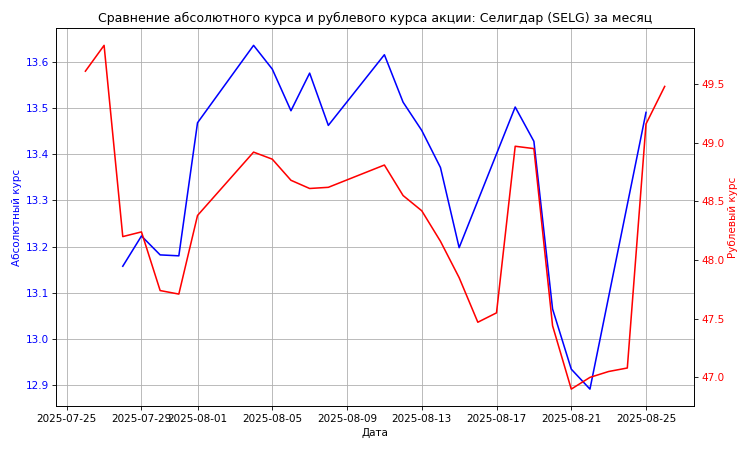 Сравнение абсолютного курса и рублевого курса акции: Селигдар (SELG) за месяц
13.6
13.5
13.4
13.3
13.2
13.1
13.0
12.9
Абсолютный курс
49.5
49.0
48.5
48.0
47.5
47.0
Рублевый курс
2025-07-25 2025-07-29 2025-08-01 2025-08-05 2025-08-09 2025-08-13 2025-08-17 2025-08-21 2025-08-25
Дата